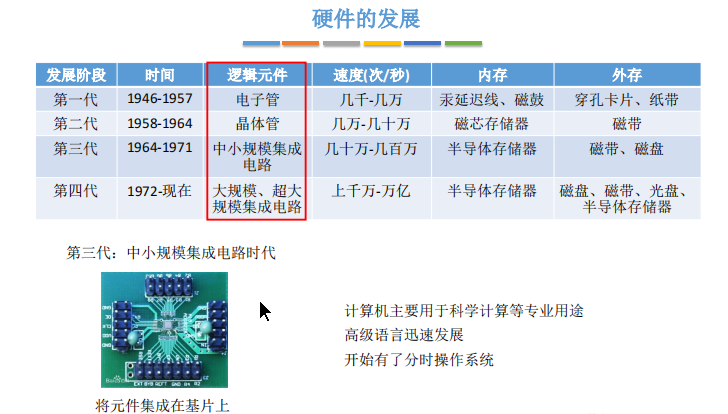 硬件的发展
发展阶段 时间 逻辑元件 速度(次/秒) 内存 外存
第一代 1946-1957 电子管 几千-几万 汞延迟线、磁鼓 穿孔卡片、纸带
第二代 1958-1964 晶体管 几万-几十万 磁芯存储器 磁带
第三代 1964-1971 中小规模集成 几十万-几百万 半导体存储器 磁带、磁盘
电路
第四代 1972-现在 大规模、超大 上千万-万亿 半导体存储器 磁盘、磁带、光盘、
规模集成电路 半导体存储器
第三代：中小规模集成电路时代
计算机主要用于科学计算等专业用途
高级语言迅速发展
开始有了分时操作系统
将元件集成在基片上